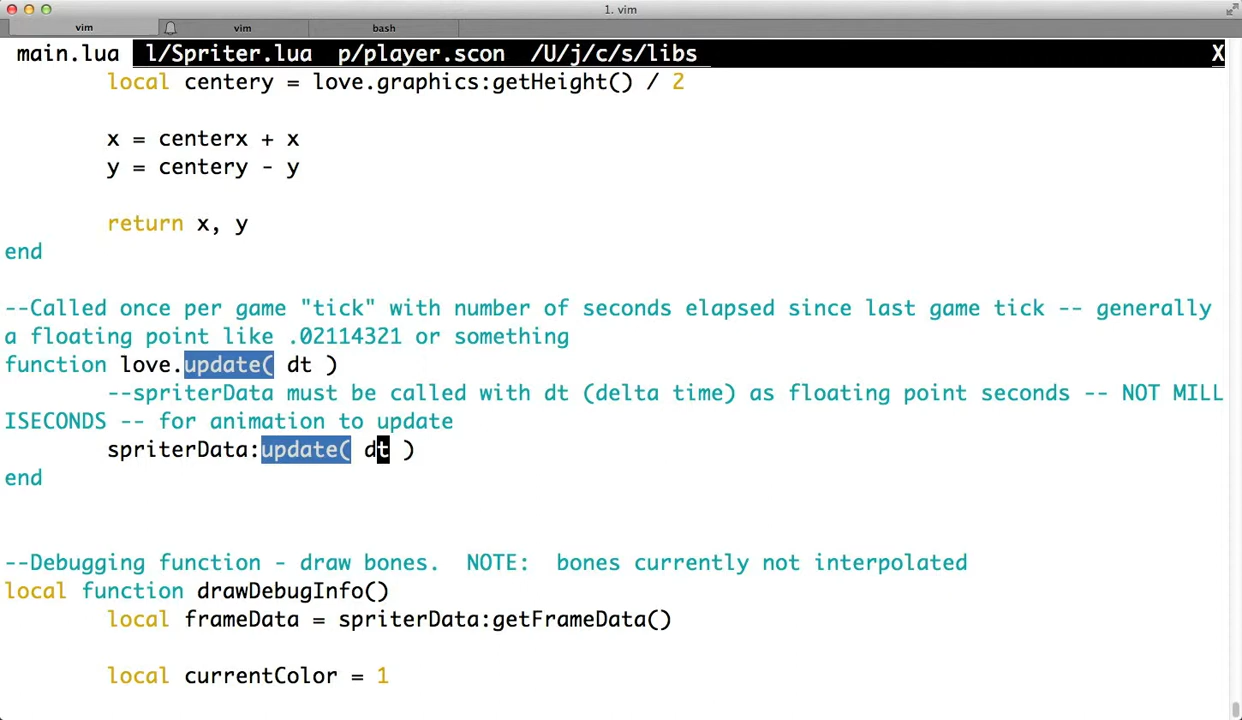 1. vim
vim vim bash
main.lua l/Spriter.lua p/player.scon /U/j/c/s/libs X
local centery = love.graphics:getHeight() / 2
x = centerx + x
y = centery - y
return x, y
end
--Called once per game "tick" with number of seconds elapsed since last game tick -- generally
a floating point like .02114321 or something
function love.update( dt )
--spriterData must be called with dt (delta time) as floating point seconds -- NOT MILL
ISECONDS -- for animation to update
spriterData:update( dt )
end
--Debugging function - draw bones.  NOTE:  bones currently not interpolated
local function drawDebugInfo()
local frameData = spriterData:getFrameData()
local currentColor = 1